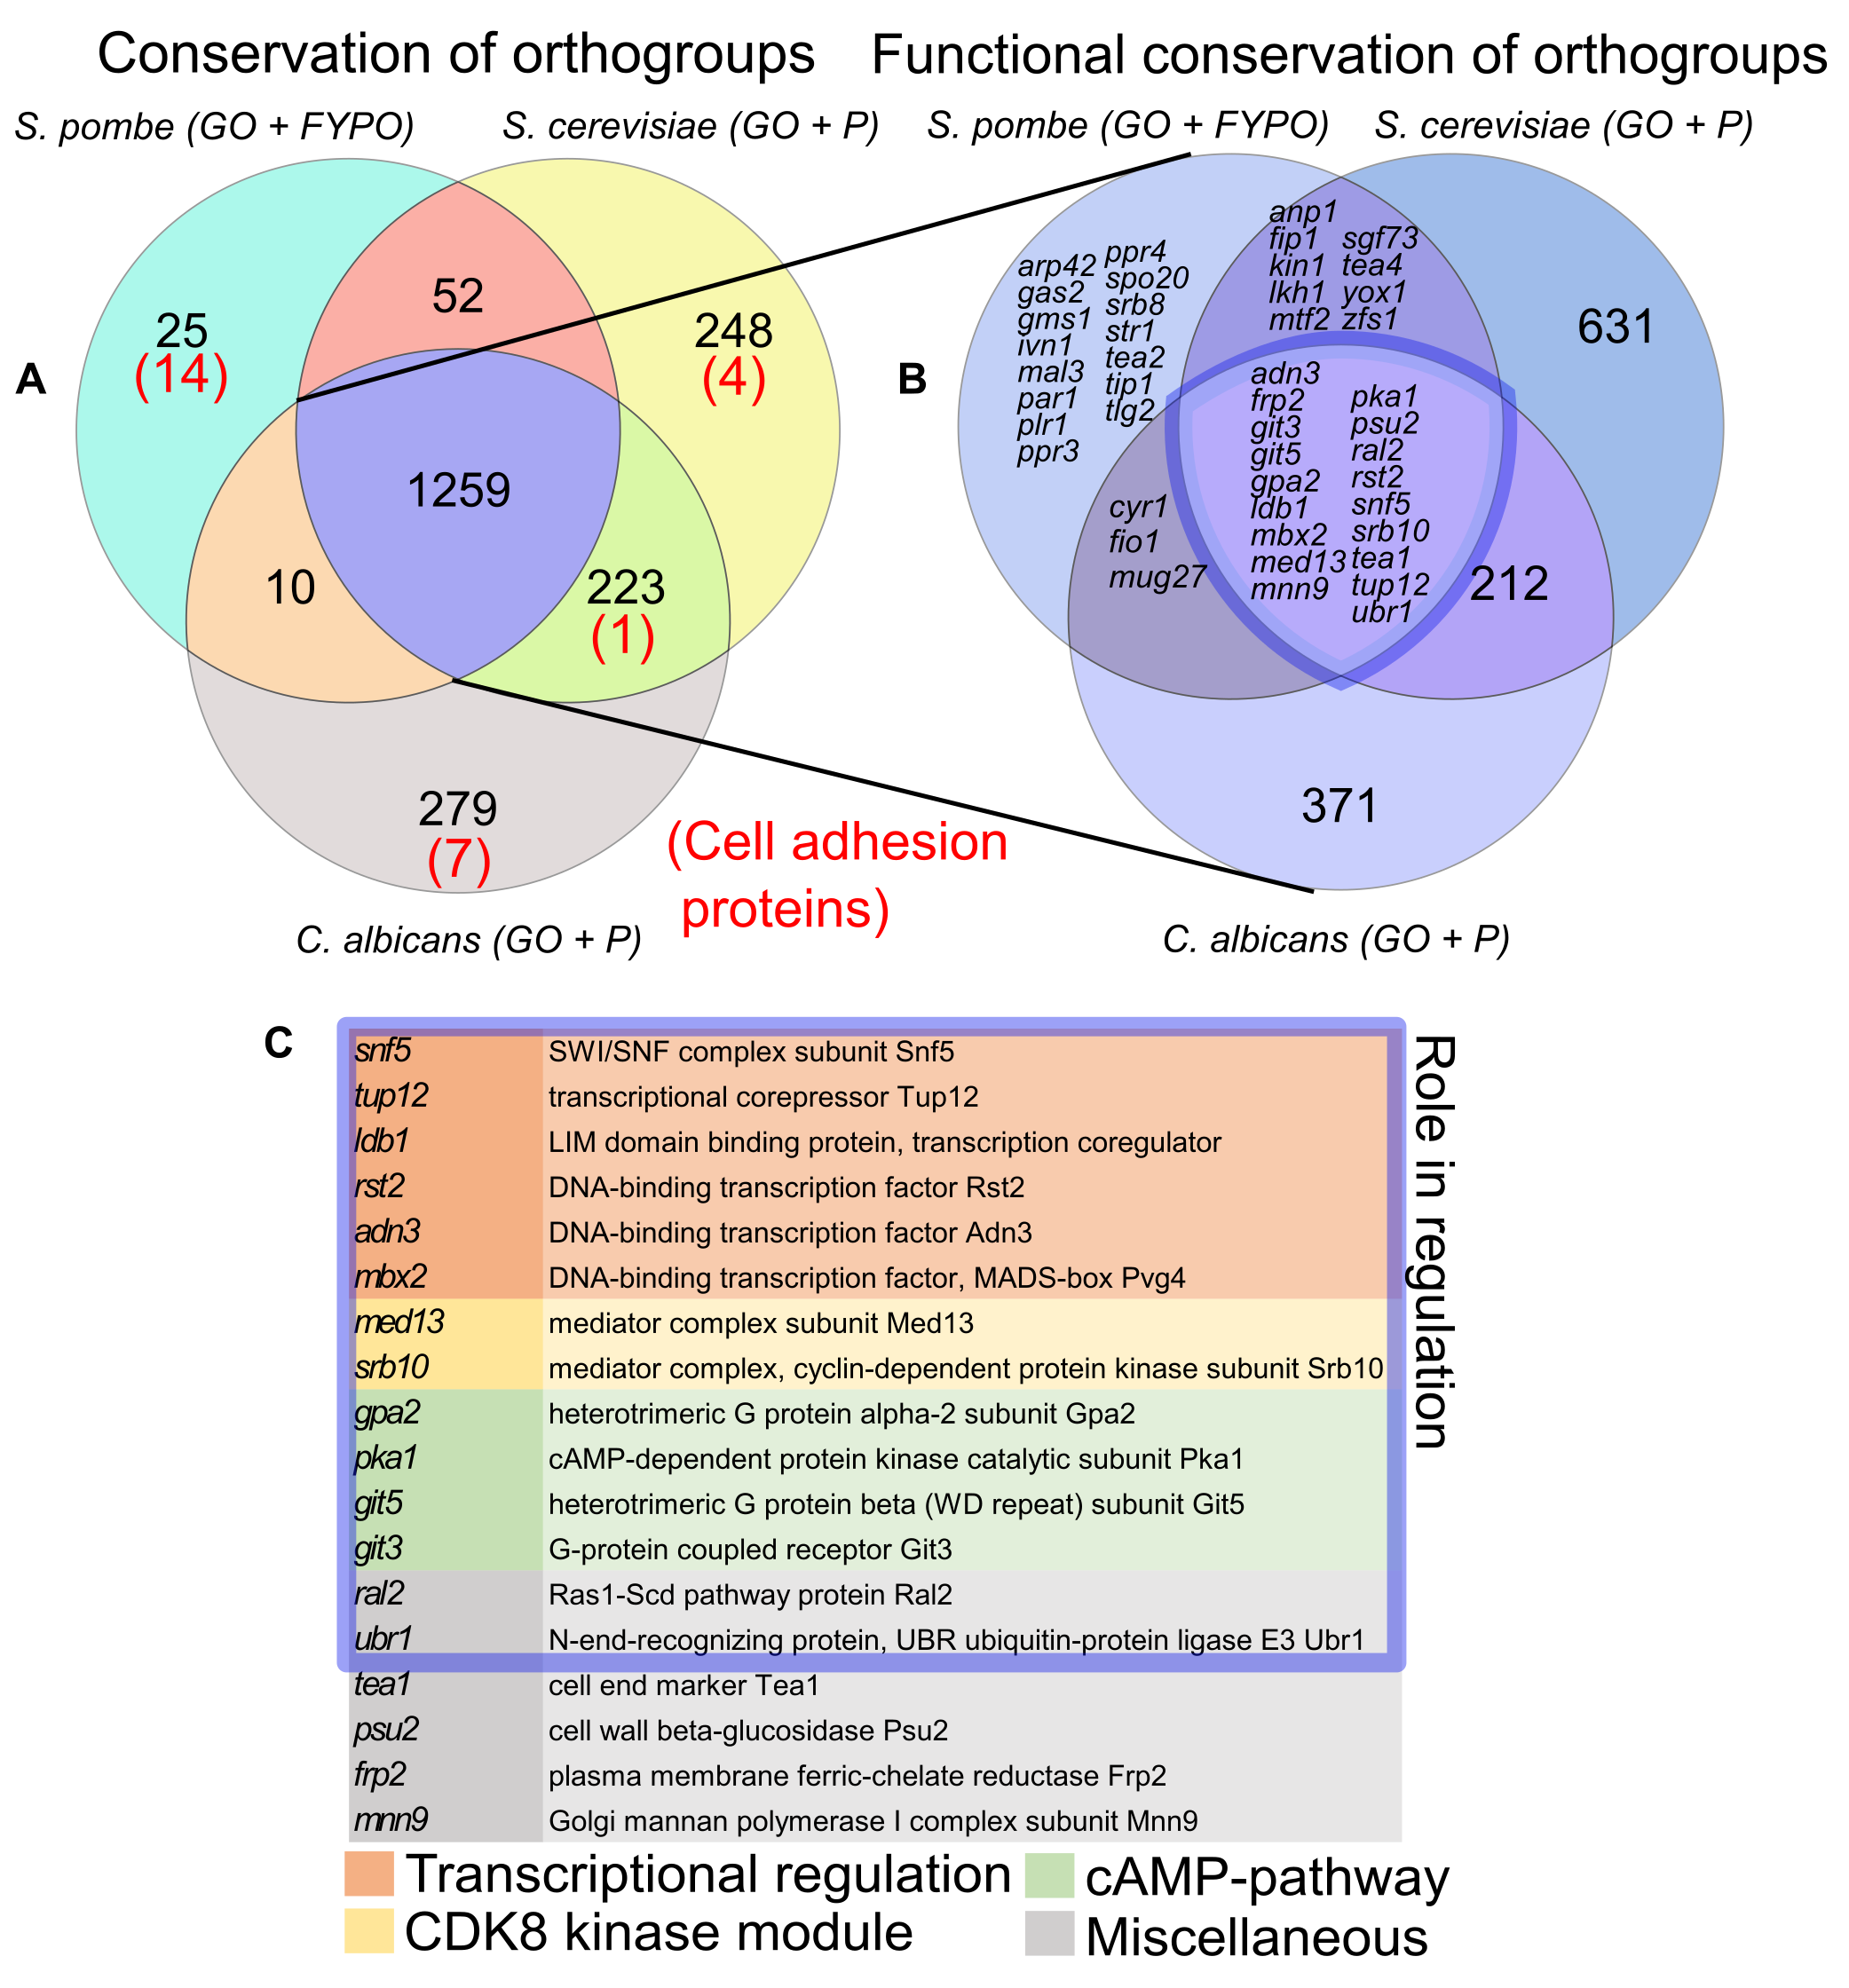 Conservation of orthogroups
Functional conservation of orthogroups
S. pombe (GO + FYPO)
S. cerevisiae (GO + P)
S. pombe (GO + FYPO)
S. cerevisiae (GO + P)
A
25
(14)
52
248
(4)
1259
10
223
(1)
279
(7)
(Cell adhesion
proteins)
C. albicans (GO + P)
B
arp42
gas2
gms1
ivn1
mal3
par1
plr1
ppr3
ppr4
spo20
srb8
str1
tea2
tip1
tlg2
anp1
fip1
kin1
lkh1
mtf2
sgf73
tea4
yox1
zfs1
631
adn3
frp2
git3
git5
gpa2
ldb1
mbx2
med13
mnn9
pka1
psu2
ral2
rst2
snf5
srb10
tea1
tup12
ubr1
cyr1
fio1
mug27
212
371
C. albicans (GO + P)
C
snf5 SWI/SNF complex subunit Snf5
tup12 transcriptional corepressor Tup12
ldb1 LIM domain binding protein, transcription coregulator
rst2 DNA-binding transcription factor Rst2
adn3 DNA-binding transcription factor Adn3
mbx2 DNA-binding transcription factor, MADS-box Pvg4
med13 mediator complex subunit Med13
srb10 mediator complex, cyclin-dependent protein kinase subunit Srb10
gpa2 heterotrimeric G protein alpha-2 subunit Gpa2
pka1 cAMP-dependent protein kinase catalytic subunit Pka1
git5 heterotrimeric G protein beta (WD repeat) subunit Git5
git3 G-protein coupled receptor Git3
ral2 Ras1-Scd pathway protein Ral2
ubr1 N-end-recognizing protein, UBR ubiquitin-protein ligase E3 Ubr1
tea1 cell end marker Tea1
psu2 cell wall beta-glucosidase Psu2
frp2 plasma membrane ferric-chelate reductase Frp2
mnn9 Golgi mannan polymerase I complex subunit Mnn9
Role in regulation
Transcriptional regulation
cAMP-pathway
CDK8 kinase module
Miscellaneous